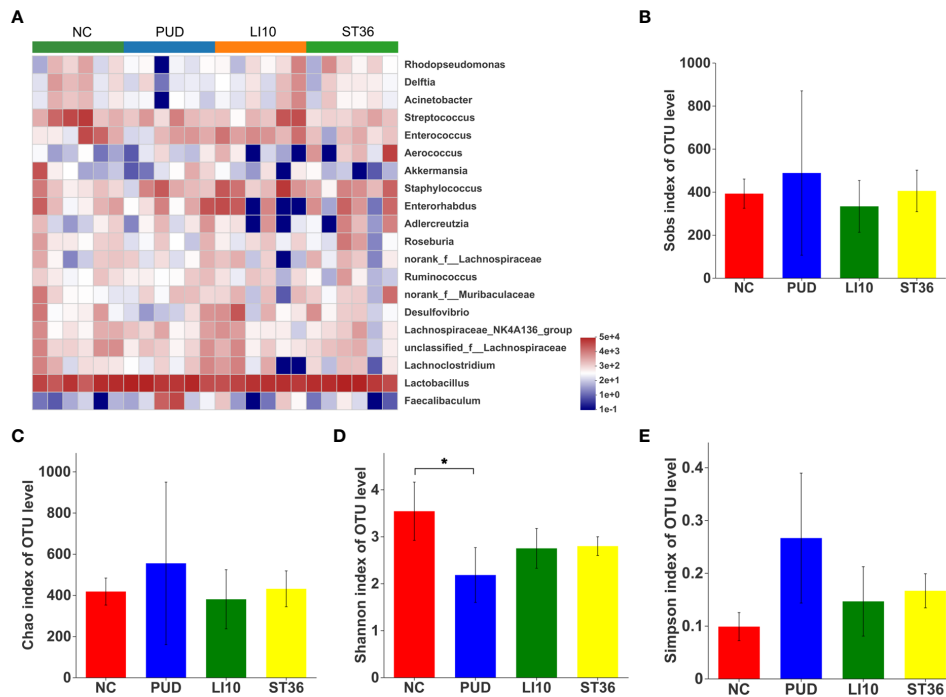 A
NC PUD LI10 ST36
Rhodopseudomonas
Delftia
Acinetobacter
Streptococcus
Enterococcus
Aerococcus
Akkermansia
Staphylococcus
Enterorhabdus
Adlercreutzia
Roseburia
norank_f__Lachnospiraceae
Ruminococcus
norank_f__Muribaculaceae
Desulfovibrio
Lachnospiraceae_NK4A136_group
unclassified_f__Lachnospiraceae
Lachnoclostridium
Lactobacillus
Faecalibaculum
5e+4
4e+3
3e+2
2e+1
1e+0
1e-1
B
Sobs index of OTU level
1000
800
600
400
200
0
NC PUD LI10 ST36
C
Chao index of OTU level
1000
800
600
400
200
0
NC PUD LI10 ST36
D
Shannon index of OTU level
*
4
3
2
1
0
NC PUD LI10 ST36
E
Simpson index of OTU level
0.4
0.3
0.2
0.1
0
NC PUD LI10 ST36